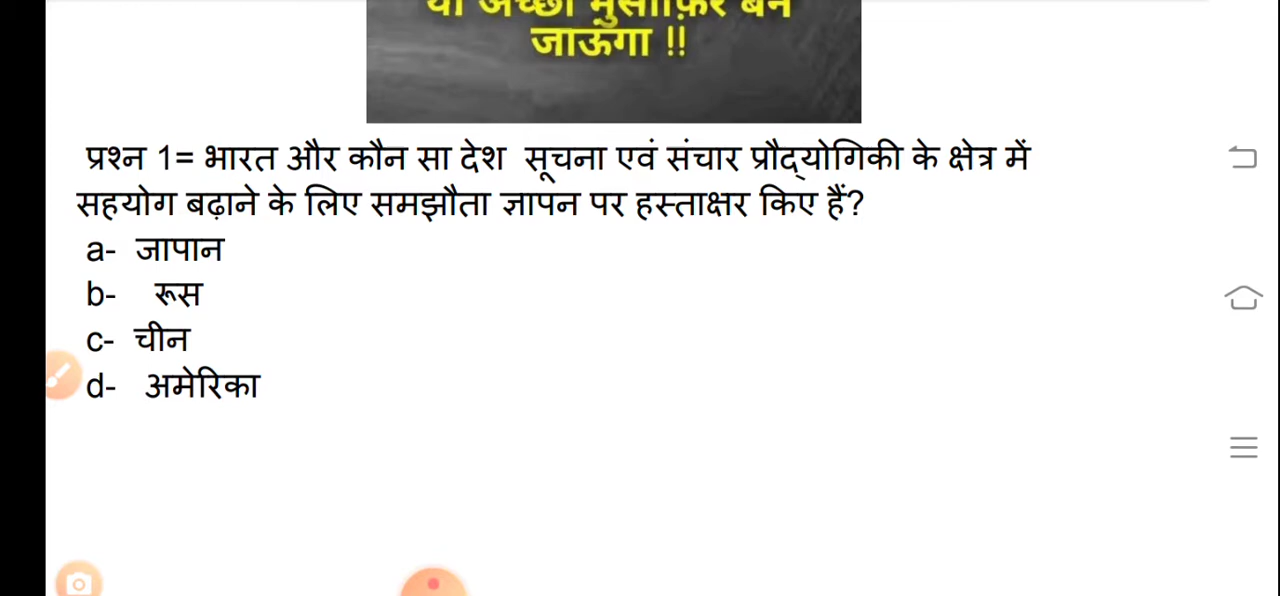 जाऊंगा !!
प्रश्न 1= भारत और कौन सा देश सूचना एवं संचार प्रौद्योगिकी के क्षेत्र में
सहयोग बढ़ाने के लिए समझौता ज्ञापन पर हस्ताक्षर किए हैं?
a- जापान
b- रूस
c- चीन
d- अमेरिका